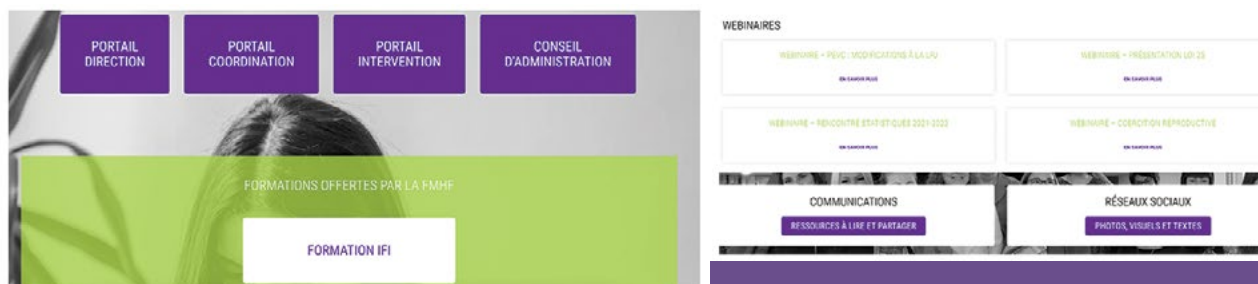 PORTAIL
DIRECTION
PORTAIL
COORDINATION
PORTAIL
INTERVENTION
CONSEIL
D'ADMINISTRATION
FORMATIONS OFFERTES PAR LA FMHF
FORMATION IFI
WEBINAIRES
WEBINAIRE – PEVC : MODIFICATIONS À LA LFU
EN SAVOIR PLUS
WEBINAIRE – PRÉSENTATION LOI 25
EN SAVOIR PLUS
WEBINAIRE – RENCONTRE STATISTIQUES 2021-2022
EN SAVOIR PLUS
WEBINAIRE – COERCITION REPRODUCTIVE
EN SAVOIR PLUS
COMMUNICATIONS
RESSOURCES À LIRE ET PARTAGER
RÉSEAUX SOCIAUX
PHOTOS, VISUELS ET TEXTES